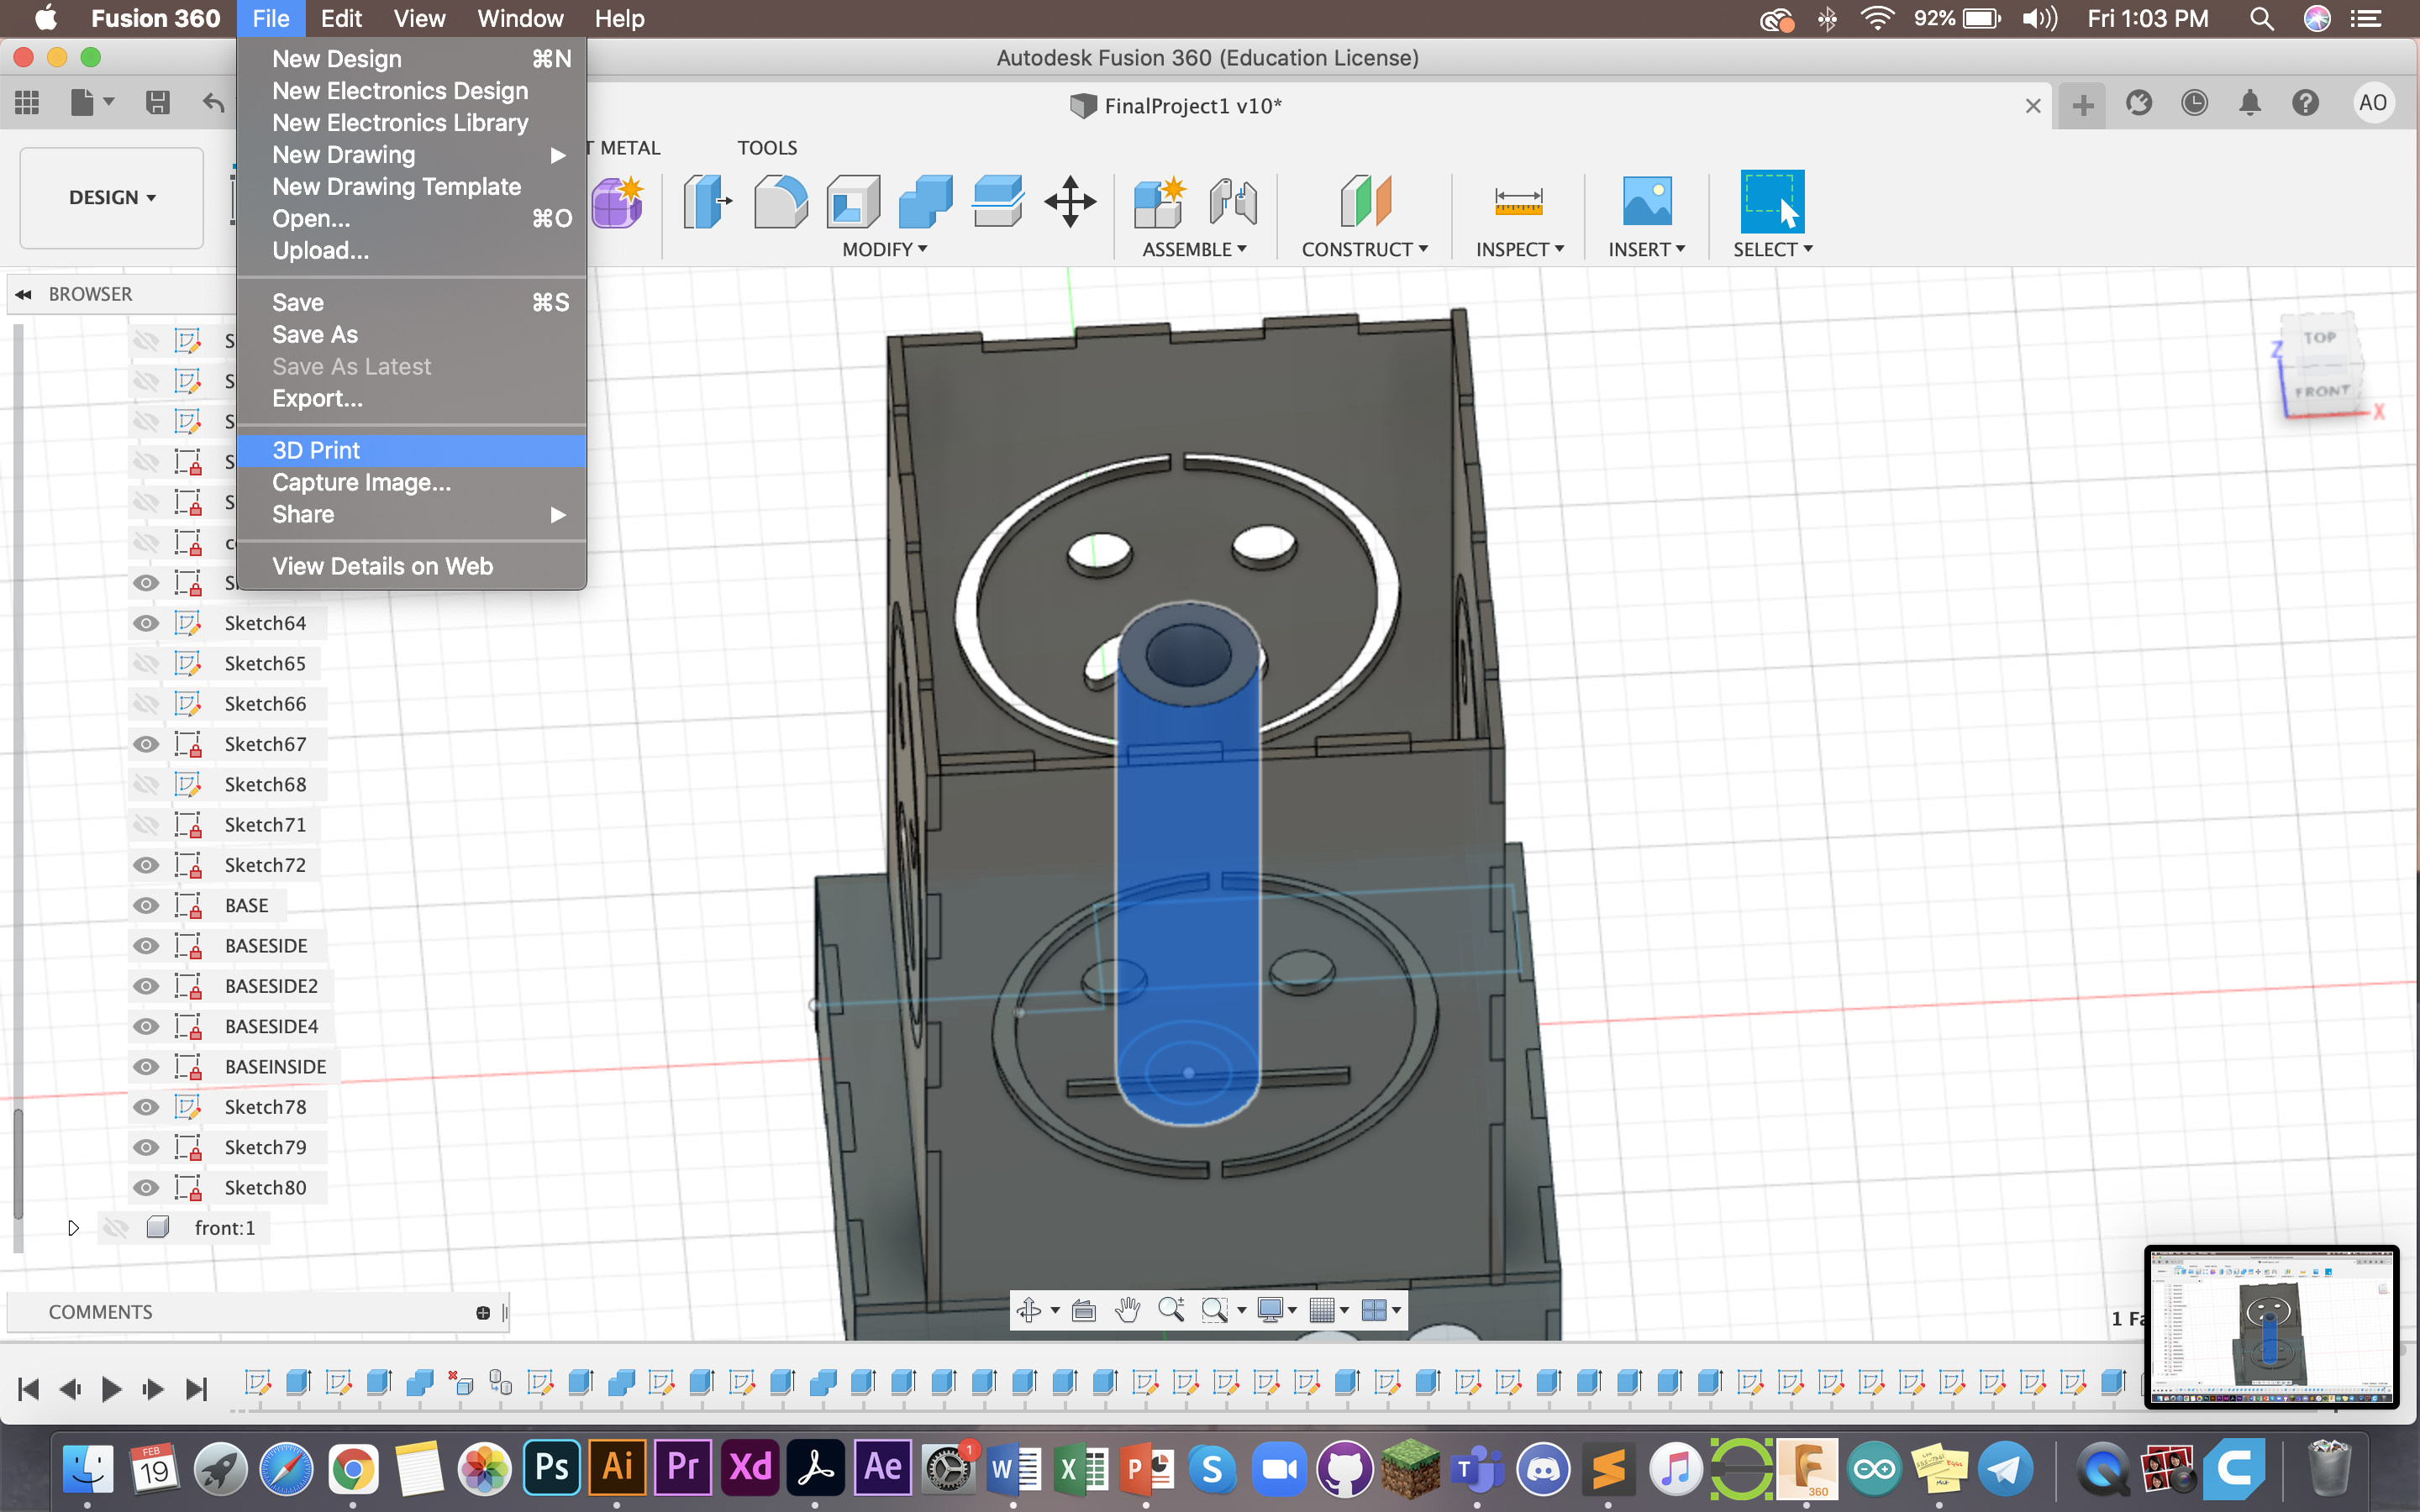 Fusion 360 File Edit View Window Help 92% Fri 1:03 PM
Autodesk Fusion 360 (Education License)
FinalProject1 v10*
AO
New Design ⌘N
New Electronics Design
New Electronics Library
New Drawing
New Drawing Template
Open... ⌘O
Upload...
Save ⌘S
Save As
Save As Latest
Export...
3D Print
Capture Image...
Share
View Details on Web
T METAL TOOLS
DESIGN
MODIFY ASSEMBLE CONSTRUCT INSPECT INSERT SELECT
BROWSER
S
S
S
S
S
c
S
Sketch64
Sketch65
Sketch66
Sketch67
Sketch68
Sketch71
Sketch72
BASE
BASESIDE
BASESIDE2
BASESIDE4
BASEINSIDE
Sketch78
Sketch79
Sketch80
front:1
TOP
FRONT
Z
X
COMMENTS
1 Fa
FEB
19
Ps Ai Pr Xd Ae 1 W X P S T F
360